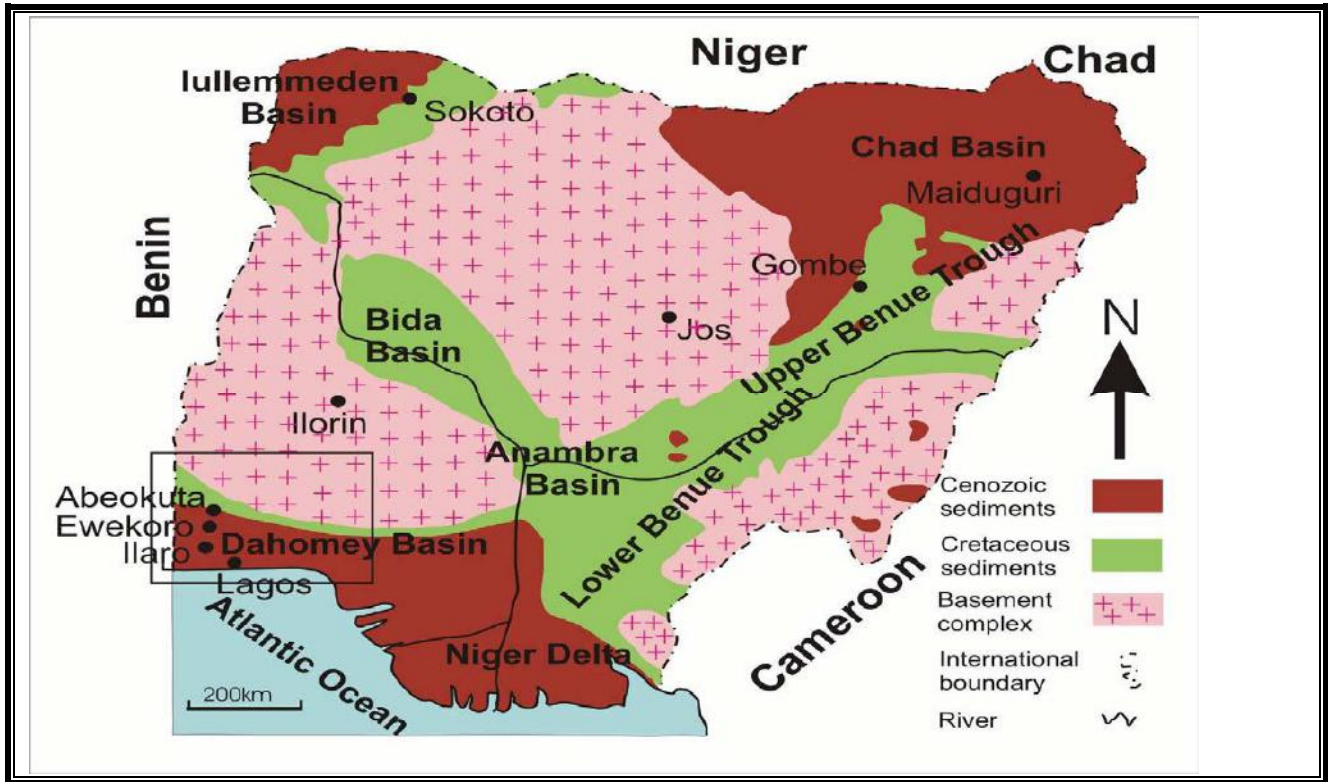 Niger
Chad
Iullemmeden
Basin
Sokoto
Chad Basin
Maiduguri
Benin
Gombe
Upper Benue Trough
Bida
Basin
Jos
N
Ilorin
Anambra
Basin
Lower Benue Trough
Abeokuta
Ewekoro
Ilaro
Dahomey Basin
Lagos
Atlantic Ocean
Niger Delta
Cameroon
200km
Cenozoic
sediments
Cretaceous
sediments
Basement
complex
International
boundary
River